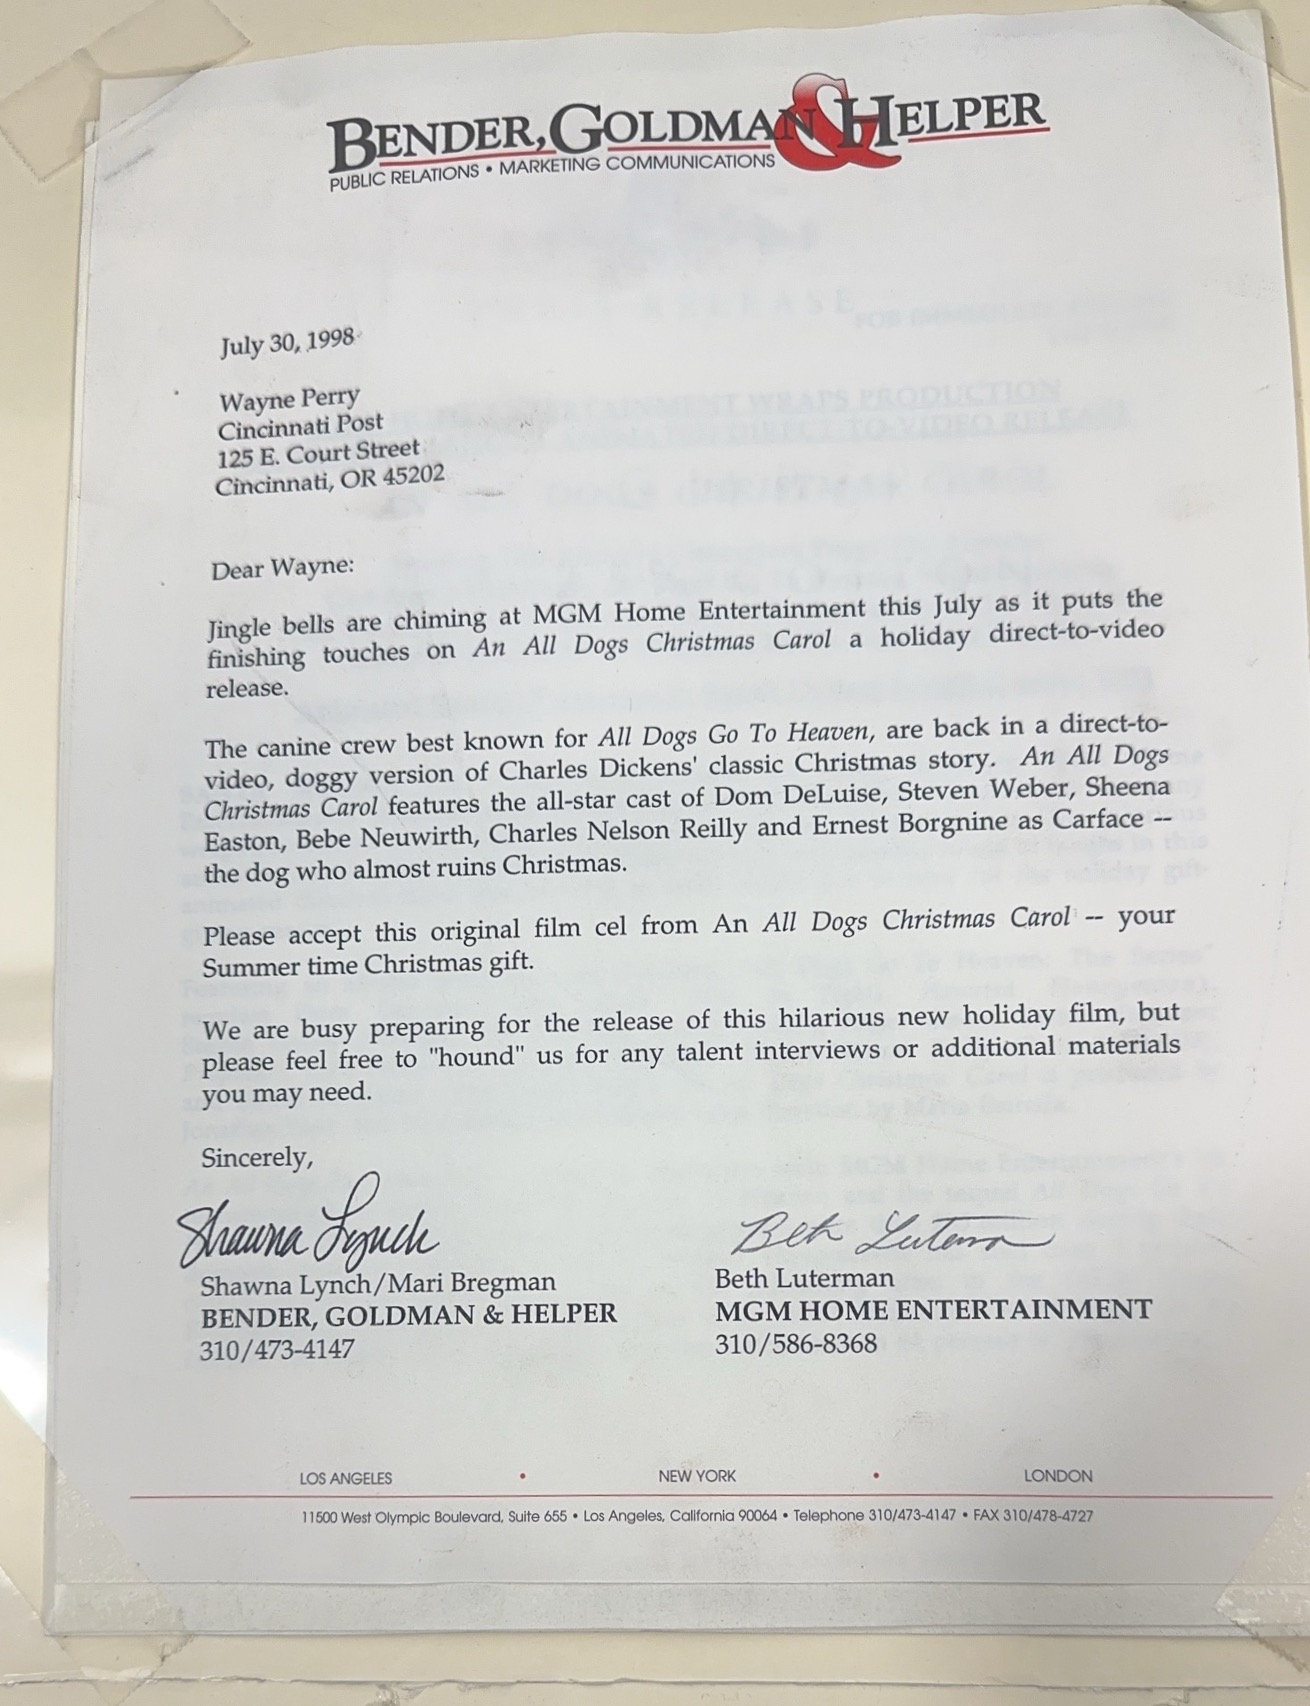 BENDER, GOLDMAN & HELPER
PUBLIC RELATIONS • MARKETING COMMUNICATIONS
July 30, 1998
Wayne Perry
Cincinnati Post
125 E. Court Street
Cincinnati, OR 45202
Dear Wayne:
Jingle bells are chiming at MGM Home Entertainment this July as it puts the
finishing touches on An All Dogs Christmas Carol a holiday direct-to-video
release.
The canine crew best known for All Dogs Go To Heaven, are back in a direct-to-
video, doggy version of Charles Dickens' classic Christmas story. An All Dogs
Christmas Carol features the all-star cast of Dom DeLuise, Steven Weber, Sheena
Easton, Bebe Neuwirth, Charles Nelson Reilly and Ernest Borgnine as Carface --
the dog who almost ruins Christmas.
Please accept this original film cel from An All Dogs Christmas Carol -- your
Summer time Christmas gift.
We are busy preparing for the release of this hilarious new holiday film, but
please feel free to "hound" us for any talent interviews or additional materials
you may need.
Sincerely,
Shawna Lynch
Beth Luterman
Shawna Lynch/Mari Bregman
Beth Luterman
BENDER, GOLDMAN & HELPER
MGM HOME ENTERTAINMENT
310/473-4147
310/586-8368
LOS ANGELES • NEW YORK • LONDON
11500 West Olympic Boulevard, Suite 655 • Los Angeles, California 90064 • Telephone 310/473-4147 • FAX 310/478-4727